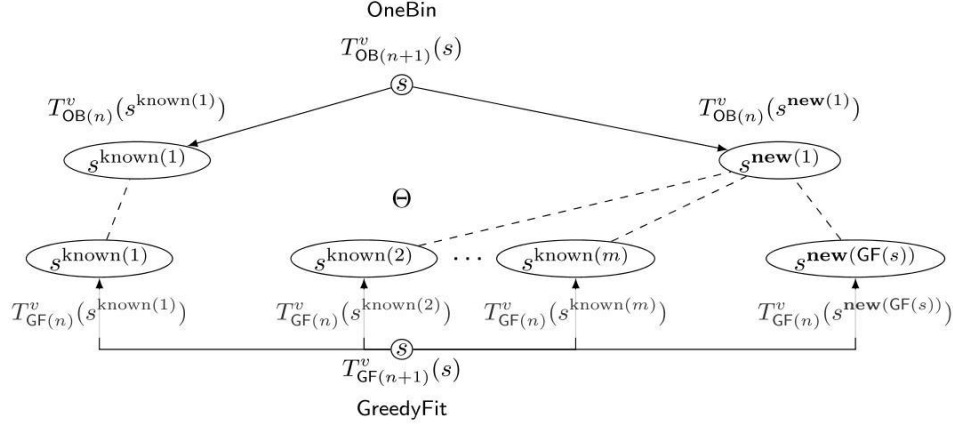 OneBin
T^v_{OB(n+1)}(s)
s
T^v_{OB(n)}(s^{known(1)})
T^v_{OB(n)}(s^{new(1)})
s^{known(1)}
s^{new(1)}
Θ
s^{known(1)}
s^{known(2)}
...
s^{known(m)}
s^{new(GF(s))}
T^v_{GF(n)}(s^{known(1)})
T^v_{GF(n)}(s^{known(2)})
T^v_{GF(n)}(s^{known(m)})
T^v_{GF(n)}(s^{new(GF(s))})
s
T^v_{GF(n+1)}(s)
GreedyFit